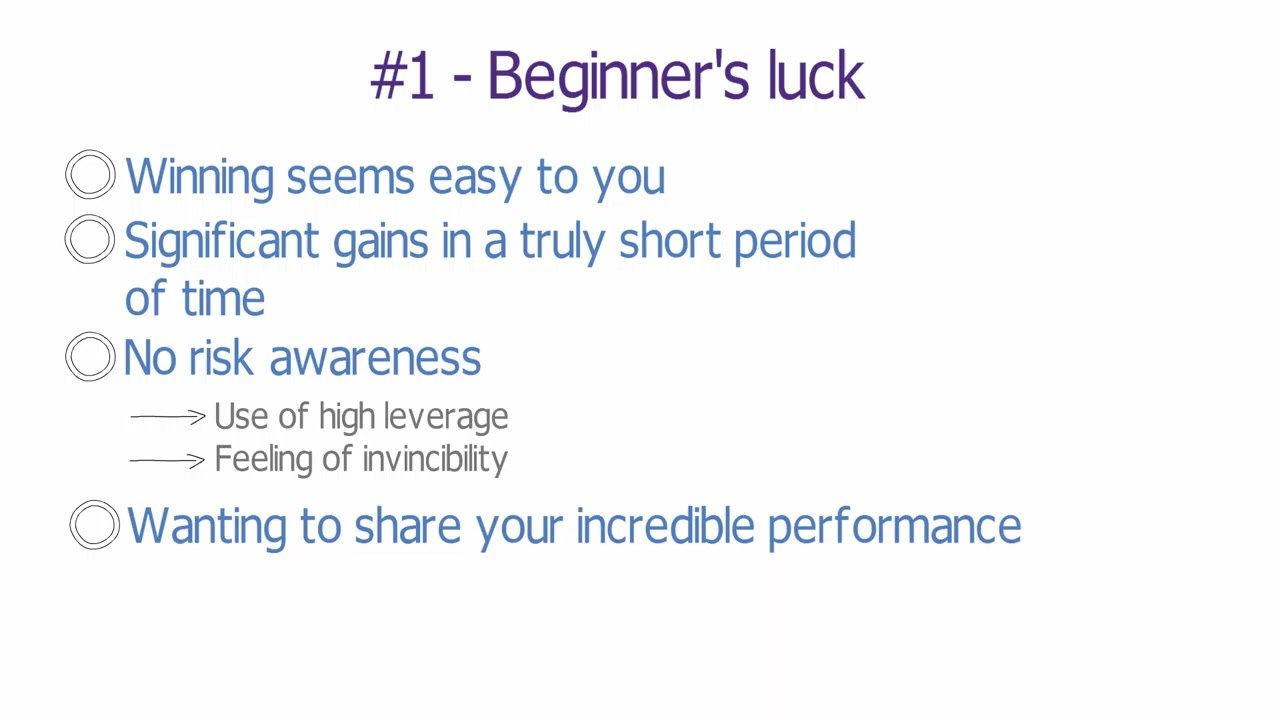 #1 - Beginner's luck
Winning seems easy to you
Significant gains in a truly short period
of time
No risk awareness
Use of high leverage
Feeling of invincibility
Wanting to share your incredible performance